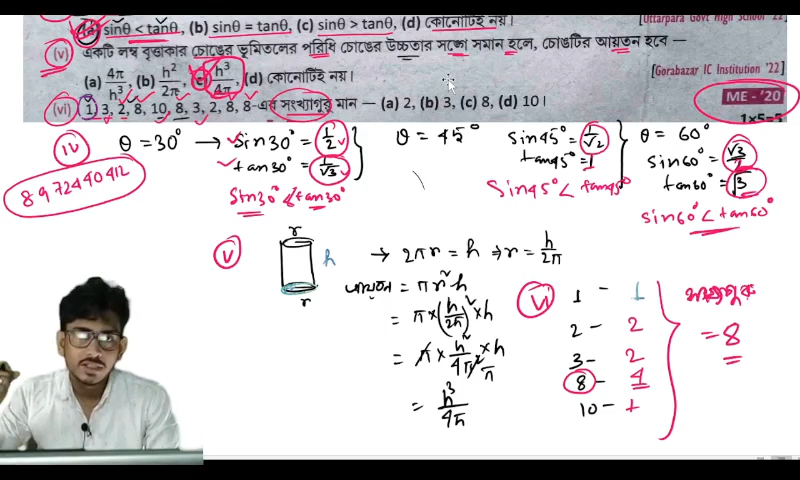 (a) sinθ < tanθ, (b) sinθ = tanθ, (c) sinθ > tanθ, (d) কোনোটিই নয়। [Uttarpara Govt High School '22]
(v) একটি লম্ব বৃত্তাকার চোঙের ভূমিতলের পরিধি চোঙের উচ্চতার সঙ্গে সমান হলে, চোঙটির আয়তন হবে —
(a) 4π/h³, (b) h²/2π, (c) h³/4π, (d) কোনোটিই নয়। [Gorabazar IC Institution '22]
(vi) 1, 3, 2, 8, 10, 8, 3, 2, 8, 8-এর সংখ্যাগুরু মান — (a) 2, (b) 3, (c) 8, (d) 10। ME – '20
1×5=5
iv θ = 30° → sin30° = 1/2
tan30° = 1/√3
sin30° < tan30°
θ = 45° sin45° = 1/√2
tan45° = 1
sin45° < tan45°
θ = 60°
sin60° = √3/2
tan60° = √3
sin60° < tan60°
8972440412
v r h r → 2πr = h ⇒ r = h/2π
আয়তন = πr²h
= π × (h/2π)² × h
= π × h²/4π² × h
π
= h³/4π
vi 1 – 1
2 – 2
3 – 2
8 – 4
10 – 1
= 8